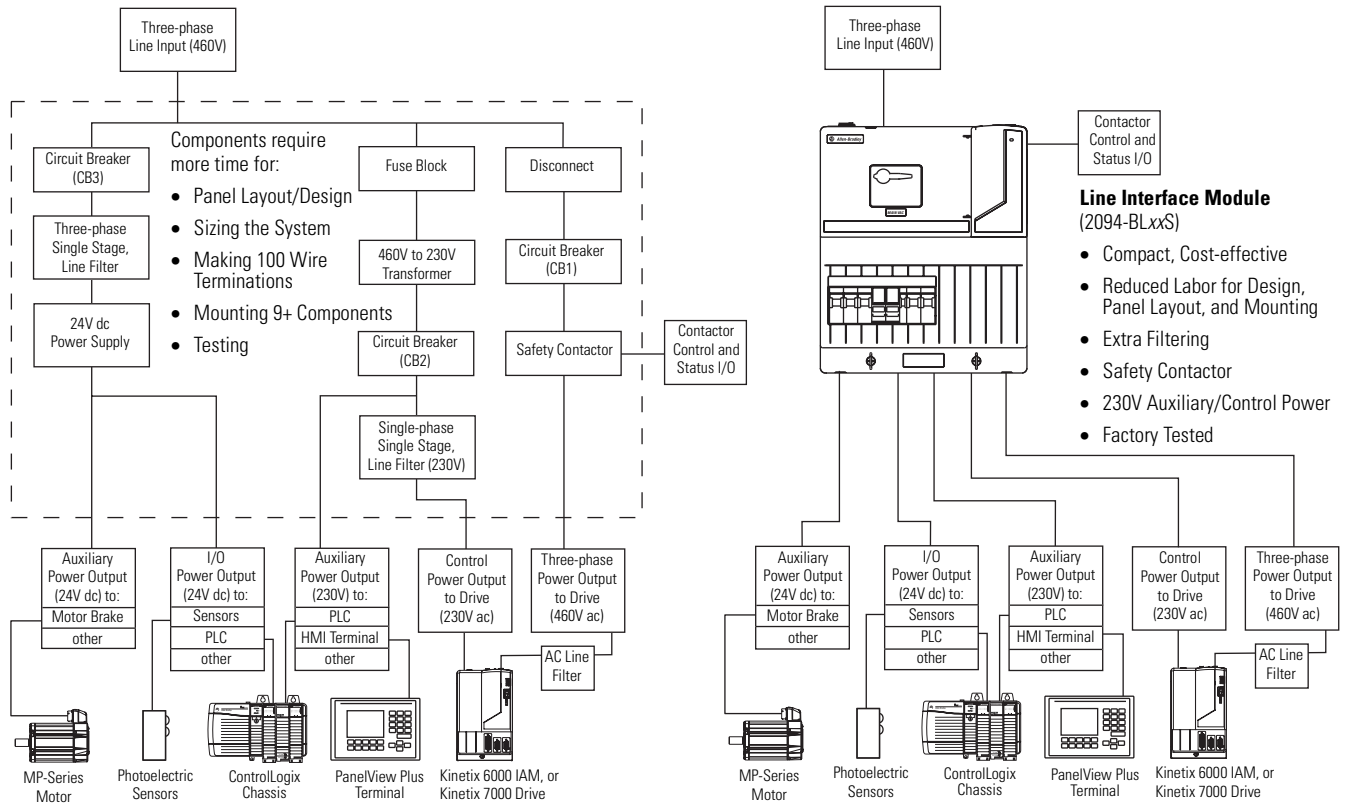 Three-phase
Line Input (460V)
Components require
more time for:
• Panel Layout/Design
• Sizing the System
• Making 100 Wire
Terminations
• Mounting 9+ Components
• Testing
Circuit Breaker
(CB3)
Three-phase
Single Stage,
Line Filter
24V dc
Power Supply
Fuse Block
460V to 230V
Transformer
Circuit Breaker
(CB2)
Single-phase
Single Stage,
Line Filter (230V)
Disconnect
Circuit Breaker
(CB1)
Safety Contactor
Contactor
Control and
Status I/O
Auxiliary
Power Output
(24V dc) to:
Motor Brake
other
I/O
Power Output
(24V dc) to:
Sensors
PLC
other
Auxiliary
Power Output
(230V) to:
PLC
HMI Terminal
other
Control
Power Output
to Drive
(230V ac)
Three-phase
Power Output
to Drive
(460V ac)
AC Line
Filter
MP-Series
Motor
Photoelectric
Sensors
ControlLogix
Chassis
PanelView Plus
Terminal
Kinetix 6000 IAM, or
Kinetix 7000 Drive
Three-phase
Line Input (460V)
Allen-Bradley
Contactor
Control and
Status I/O
Line Interface Module
(2094-BLxxS)
• Compact, Cost-effective
• Reduced Labor for Design,
Panel Layout, and Mounting
• Extra Filtering
• Safety Contactor
• 230V Auxiliary/Control Power
• Factory Tested
Auxiliary
Power Output
(24V dc) to:
Motor Brake
other
I/O
Power Output
(24V dc) to:
Sensors
PLC
other
Auxiliary
Power Output
(230V) to:
PLC
HMI Terminal
other
Control
Power Output
to Drive
(230V ac)
Three-phase
Power Output
to Drive
(460V ac)
AC Line
Filter
MP-Series
Motor
Photoelectric
Sensors
ControlLogix
Chassis
PanelView Plus
Terminal
Kinetix 6000 IAM, or
Kinetix 7000 Drive